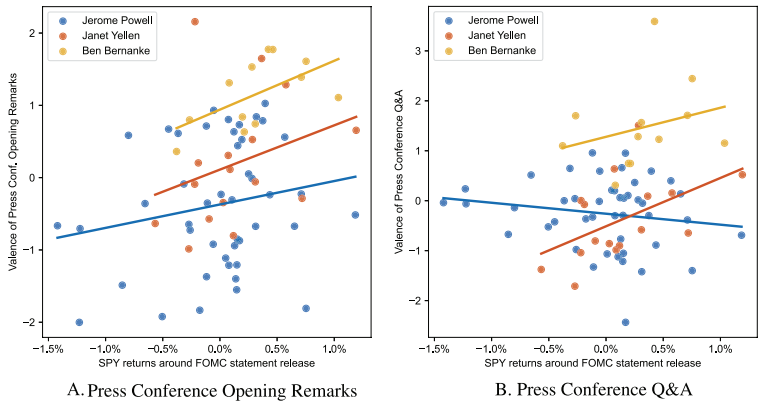 Jerome Powell
Janet Yellen
Ben Bernanke
2
1
0
−1
−2
Valence of Press Conf. Opening Remarks
−1.5% −1.0% −0.5% 0.0% 0.5% 1.0%
SPY returns around FOMC statement release
A. Press Conference Opening Remarks
Jerome Powell
Janet Yellen
Ben Bernanke
3
2
1
0
−1
−2
Valence of Press Conference Q&A
−1.5% −1.0% −0.5% 0.0% 0.5% 1.0%
SPY returns around FOMC statement release
B. Press Conference Q&A